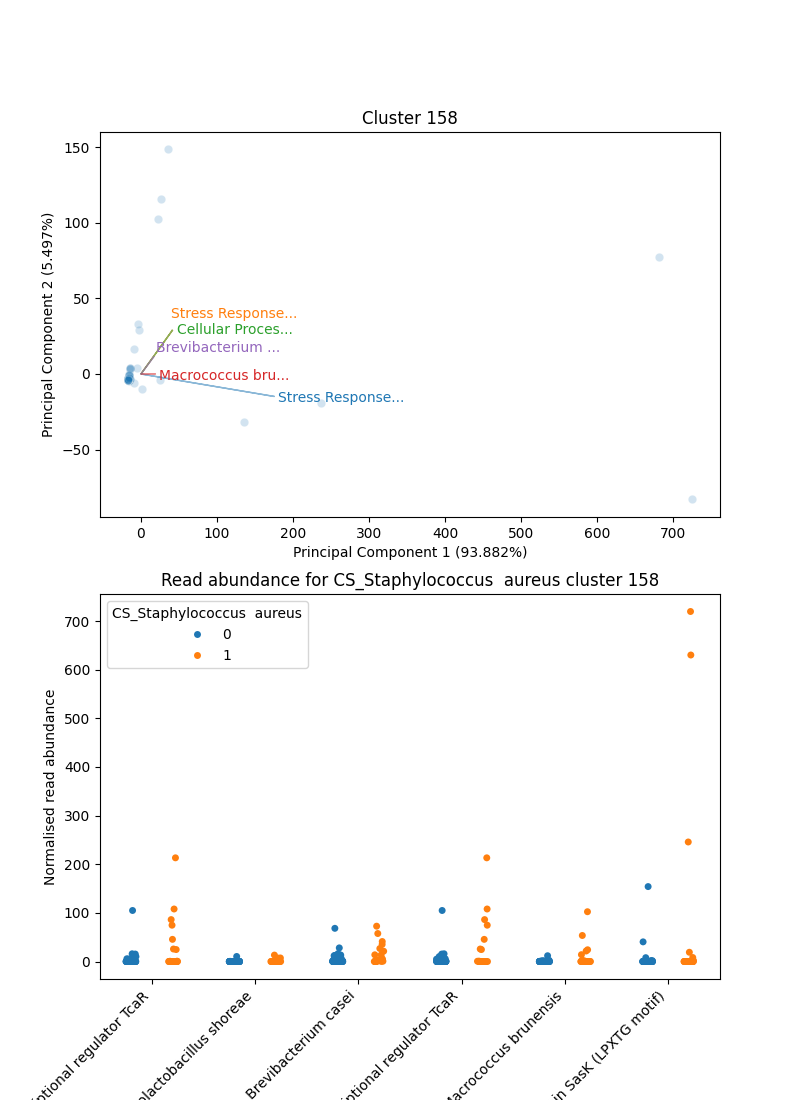 Cluster 158
150
100
50
0
−50
Principal Component 2 (5.497%)
Stress Response...
Cellular Proces...
Brevibacterium ...
Macrococcus bru...
Stress Response...
0 100 200 300 400 500 600 700
Principal Component 1 (93.882%)
Read abundance for CS_Staphylococcus  aureus cluster 158
CS_Staphylococcus  aureus
0
1
700
600
500
400
300
200
100
0
Normalised read abundance
regulator TcaR
shoreae
Brevibacterium casei
regulator TcaR
Macrococcus brunensis
in SasK (LPXTG motif)